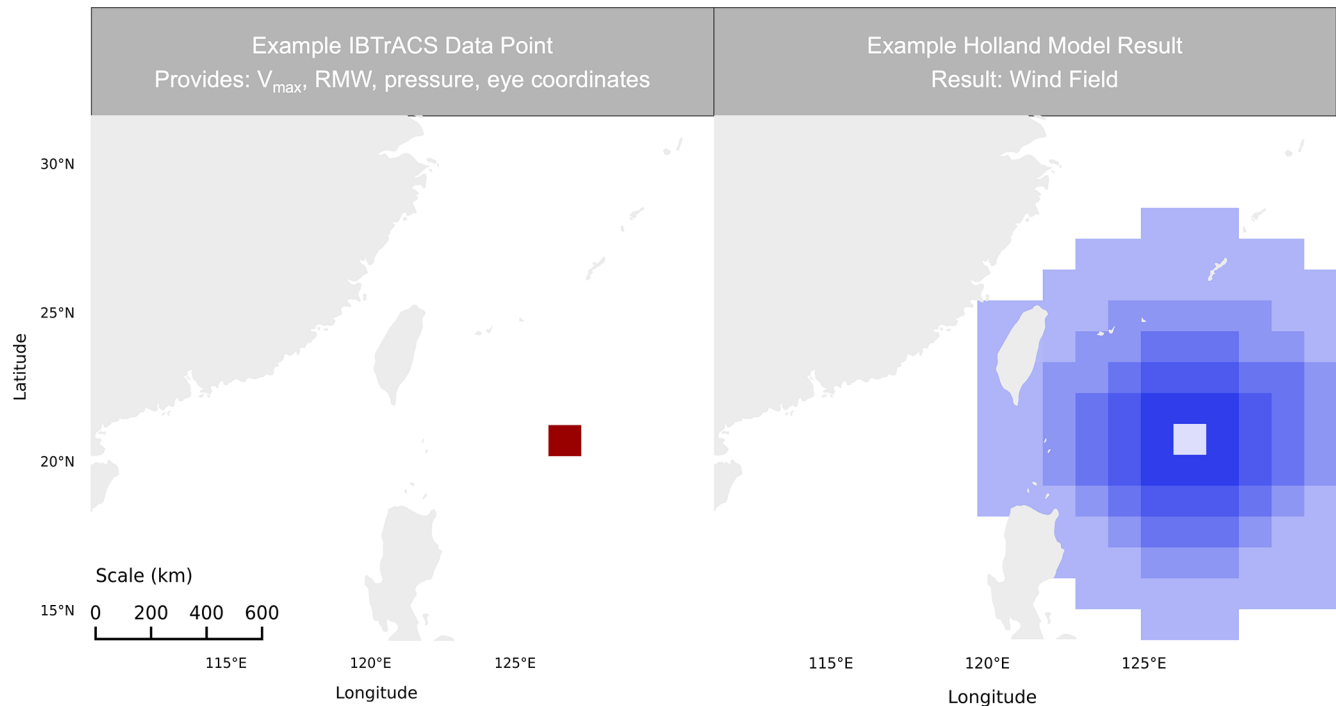 Example IBTrACS Data Point
Provides: Vmax, RMW, pressure, eye coordinates
Example Holland Model Result
Result: Wind Field
30°N
25°N
20°N
15°N
Latitude
Scale (km)
0 200 400 600
115°E 120°E 125°E
Longitude
115°E 120°E 125°E
Longitude